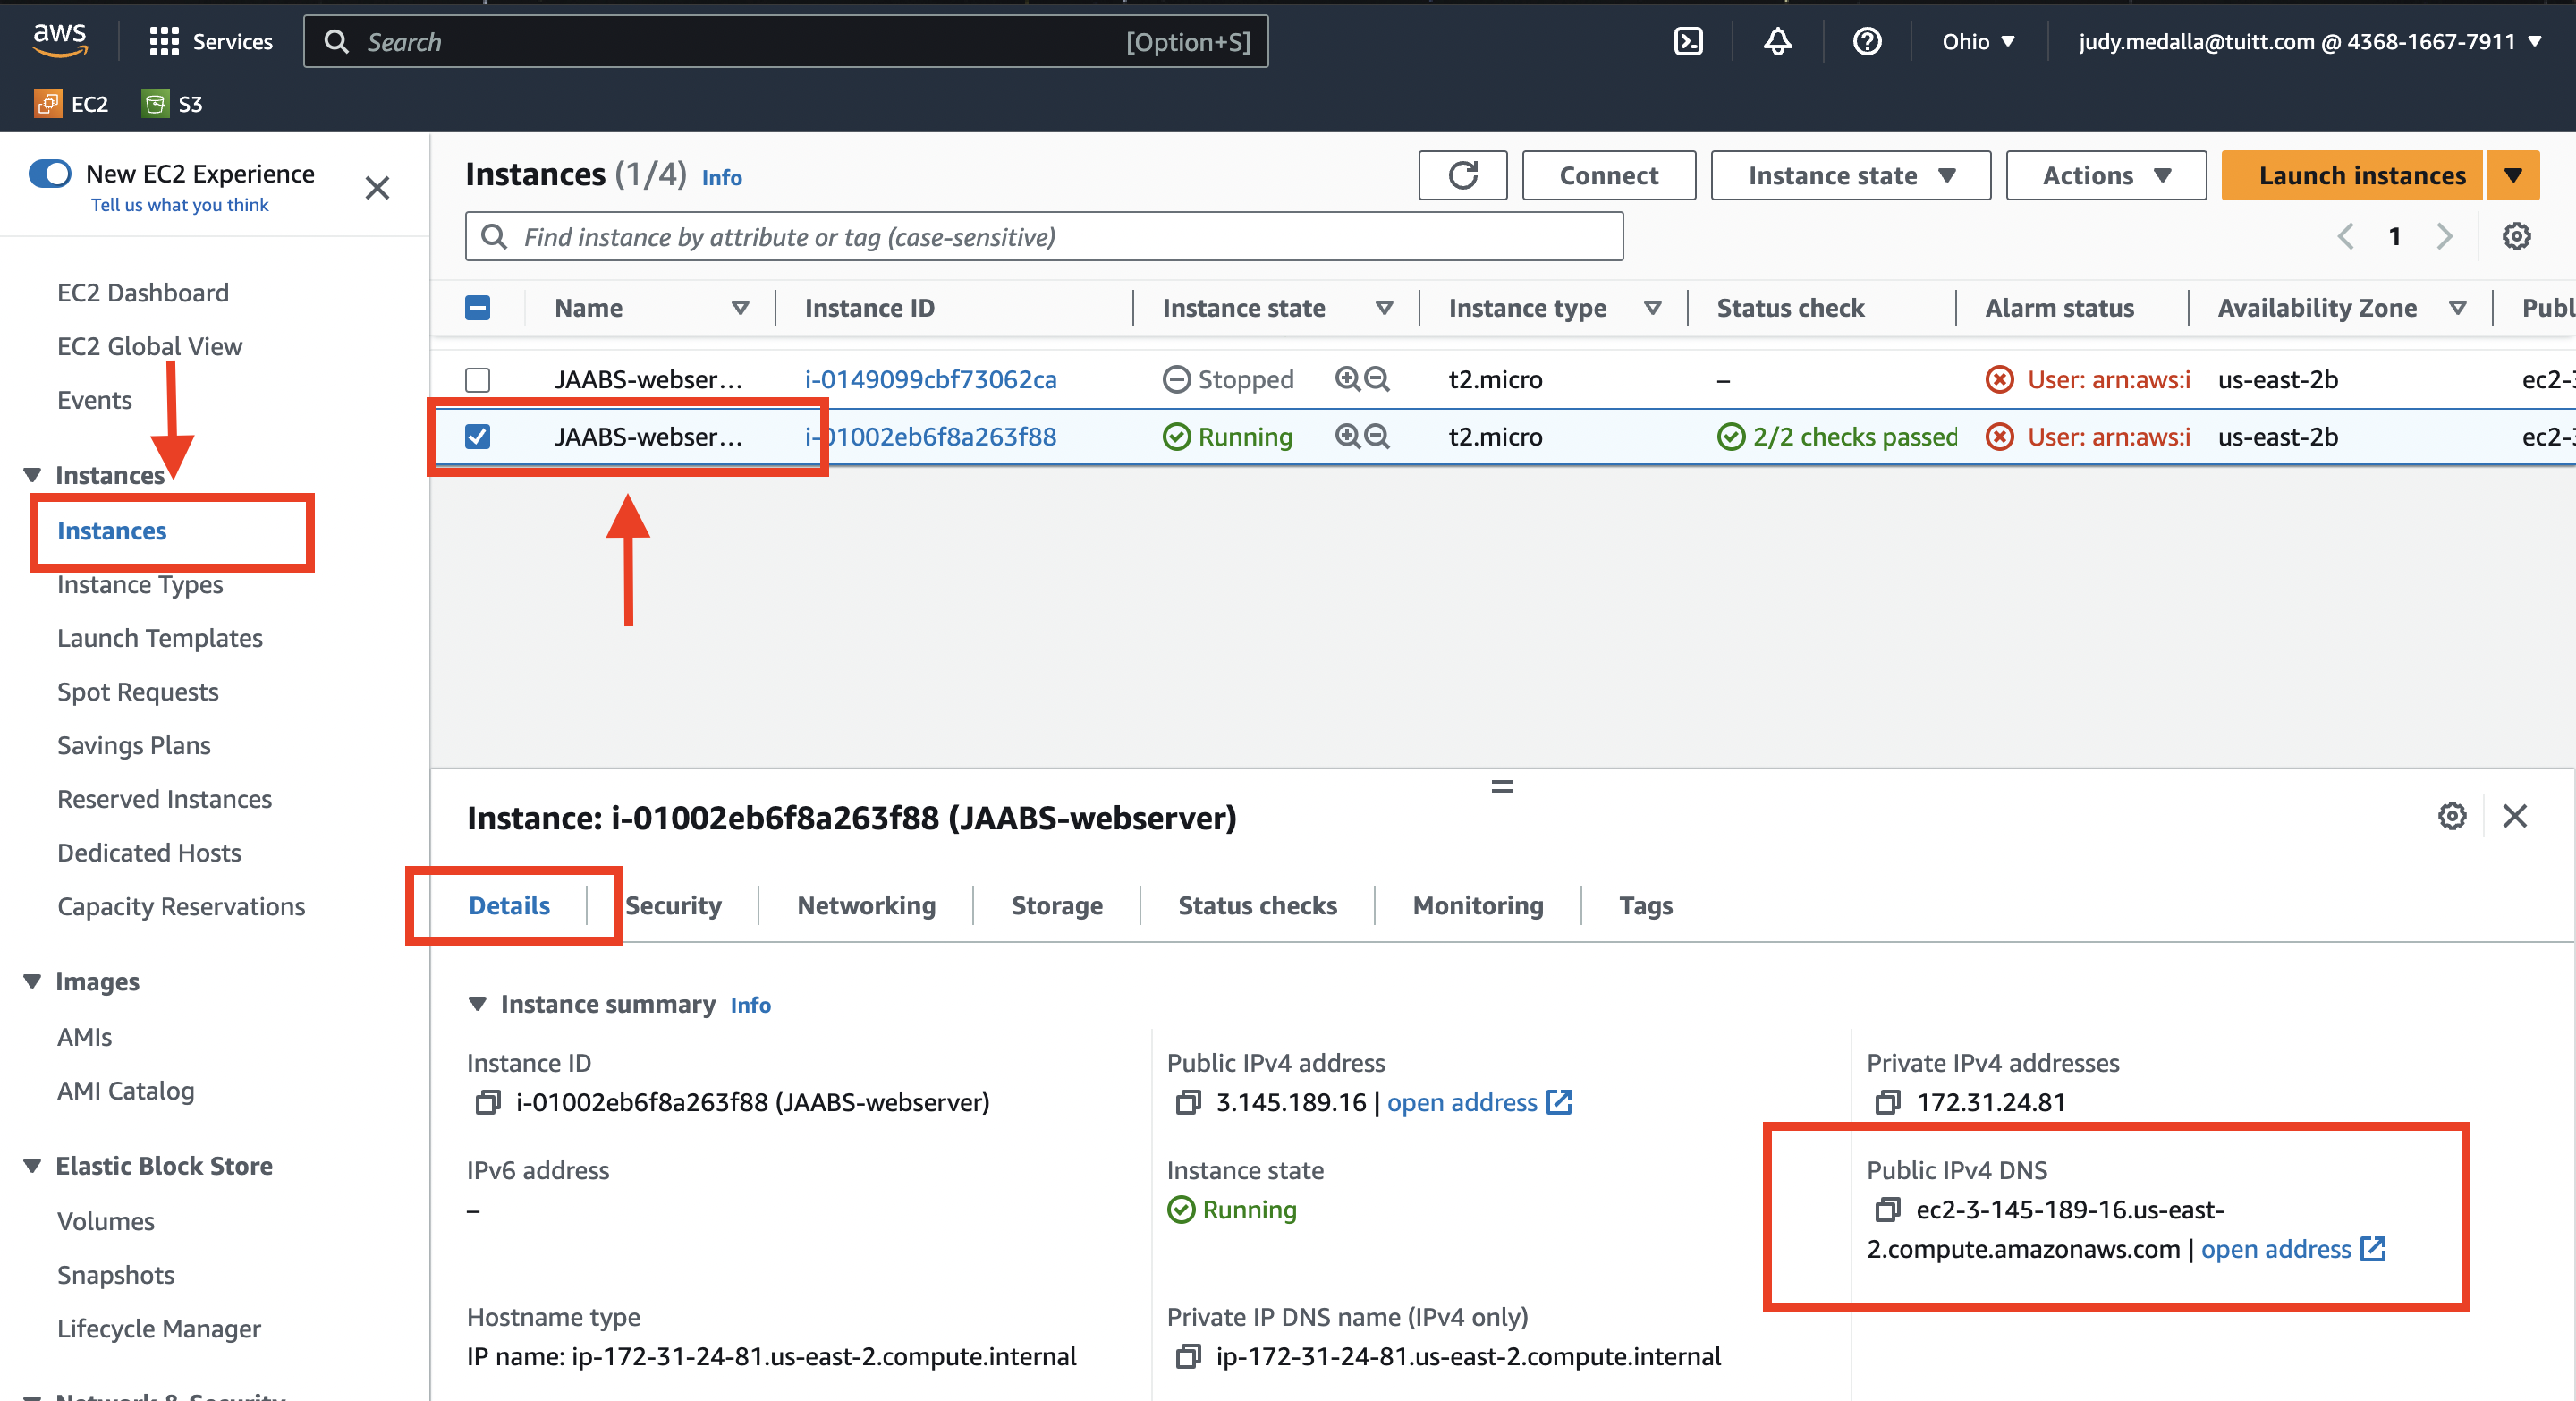 aws
Services
Search [Option+S]
Ohio
judy.medalla@tuitt.com @ 4368-1667-7911
EC2
S3
New EC2 Experience
Tell us what you think
EC2 Dashboard
EC2 Global View
Events
Instances
Instances
Instance Types
Launch Templates
Spot Requests
Savings Plans
Reserved Instances
Dedicated Hosts
Capacity Reservations
Images
AMIs
AMI Catalog
Elastic Block Store
Volumes
Snapshots
Lifecycle Manager
Network & Security
Instances (1/4) Info
Connect
Instance state
Actions
Launch instances
Find instance by attribute or tag (case-sensitive)
1
Name Instance ID Instance state Instance type Status check Alarm status Availability Zone Publ
JAABS-webser... i-0149099cbf73062ca Stopped t2.micro – User: arn:aws:i us-east-2b ec2-3
JAABS-webser... i-01002eb6f8a263f88 Running t2.micro 2/2 checks passed User: arn:aws:i us-east-2b ec2-3
Instance: i-01002eb6f8a263f88 (JAABS-webserver)
Details Security Networking Storage Status checks Monitoring Tags
Instance summary Info
Instance ID
i-01002eb6f8a263f88 (JAABS-webserver)
Public IPv4 address
3.145.189.16 | open address
Private IPv4 addresses
172.31.24.81
IPv6 address
–
Instance state
Running
Public IPv4 DNS
ec2-3-145-189-16.us-east-
2.compute.amazonaws.com | open address
Hostname type
IP name: ip-172-31-24-81.us-east-2.compute.internal
Private IP DNS name (IPv4 only)
ip-172-31-24-81.us-east-2.compute.internal